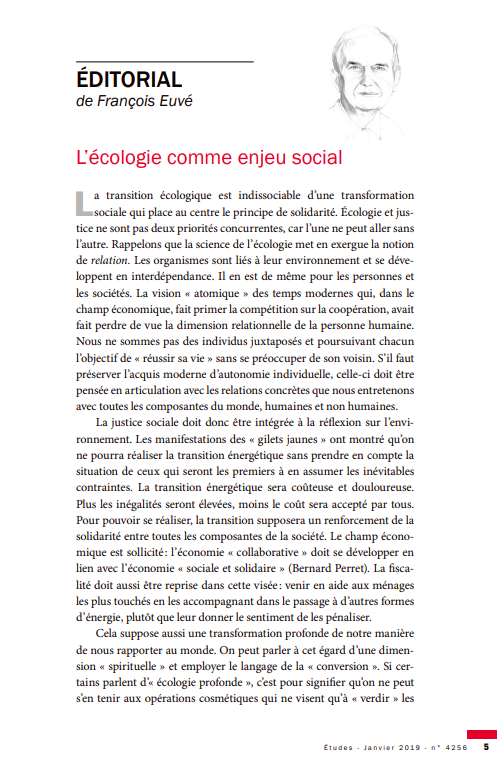 ÉDITORIAL
de François Euvé
L’écologie comme enjeu social
La transition écologique est indissociable d’une transformation
sociale qui place au centre le principe de solidarité. Écologie et jus-
tice ne sont pas deux priorités concurrentes, car l’une ne peut aller sans
l’autre. Rappelons que la science de l’écologie met en exergue la notion
de relation. Les organismes sont liés à leur environnement et se déve-
loppent en interdépendance. Il en est de même pour les personnes et
les sociétés. La vision « atomique » des temps modernes qui, dans le
champ économique, fait primer la compétition sur la coopération, avait
fait perdre de vue la dimension relationnelle de la personne humaine.
Nous ne sommes pas des individus juxtaposés et poursuivant chacun
l’objectif de « réussir sa vie » sans se préoccuper de son voisin. S’il faut
préserver l’acquis moderne d’autonomie individuelle, celle-ci doit être
pensée en articulation avec les relations concrètes que nous entretenons
avec toutes les composantes du monde, humaines et non humaines.
La justice sociale doit donc être intégrée à la réflexion sur l’envi-
ronnement. Les manifestations des « gilets jaunes » ont montré qu’on
ne pourra réaliser la transition énergétique sans prendre en compte la
situation de ceux qui seront les premiers à en assumer les inévitables
contraintes. La transition énergétique sera coûteuse et douloureuse.
Plus les inégalités seront élevées, moins le coût sera accepté par tous.
Pour pouvoir se réaliser, la transition supposera un renforcement de la
solidarité entre toutes les composantes de la société. Le champ écono-
mique est sollicité : l’économie « collaborative » doit se développer en
lien avec l’économie « sociale et solidaire » (Bernard Perret). La fisca-
lité doit aussi être reprise dans cette visée : venir en aide aux ménages
les plus touchés en les accompagnant dans le passage à d’autres formes
d’énergie, plutôt que leur donner le sentiment de les pénaliser.
Cela suppose aussi une transformation profonde de notre manière
de nous rapporter au monde. On peut parler à cet égard d’une dimen-
sion « spirituelle » et employer le langage de la « conversion ». Si cer-
tains parlent d’« écologie profonde », c’est pour signifier qu’on ne peut
s’en tenir aux opérations cosmétiques qui ne visent qu’à « verdir » les
Études - Janvier 2019 - n° 4256 5